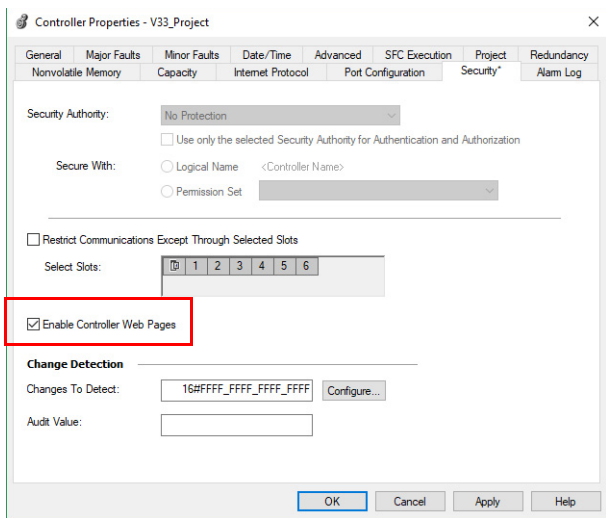 Controller Properties - V33_Project
General Major Faults Minor Faults Date/Time Advanced SFC Execution Project Redundancy
Nonvolatile Memory Capacity Internet Protocol Port Configuration Security* Alarm Log
Security Authority: No Protection
Use only the selected Security Authority for Authentication and Authorization
Secure With: Logical Name <Controller Name>
Permission Set
Restrict Communications Except Through Selected Slots
Select Slots: 1 2 3 4 5 6
Enable Controller Web Pages
Change Detection
Changes To Detect: 16#FFFF_FFFF_FFFF_FFFF Configure...
Audit Value:
OK Cancel Apply Help